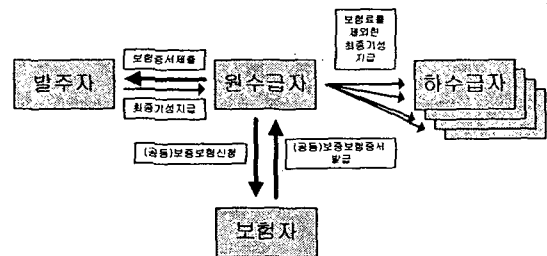 보험료를
제외한
최종기성
지급
보험증서제출
발주자
원수급자
하수급자
최종기성지급
(공동)보증보험신청
(공동)보증보험증서
발급
보험자